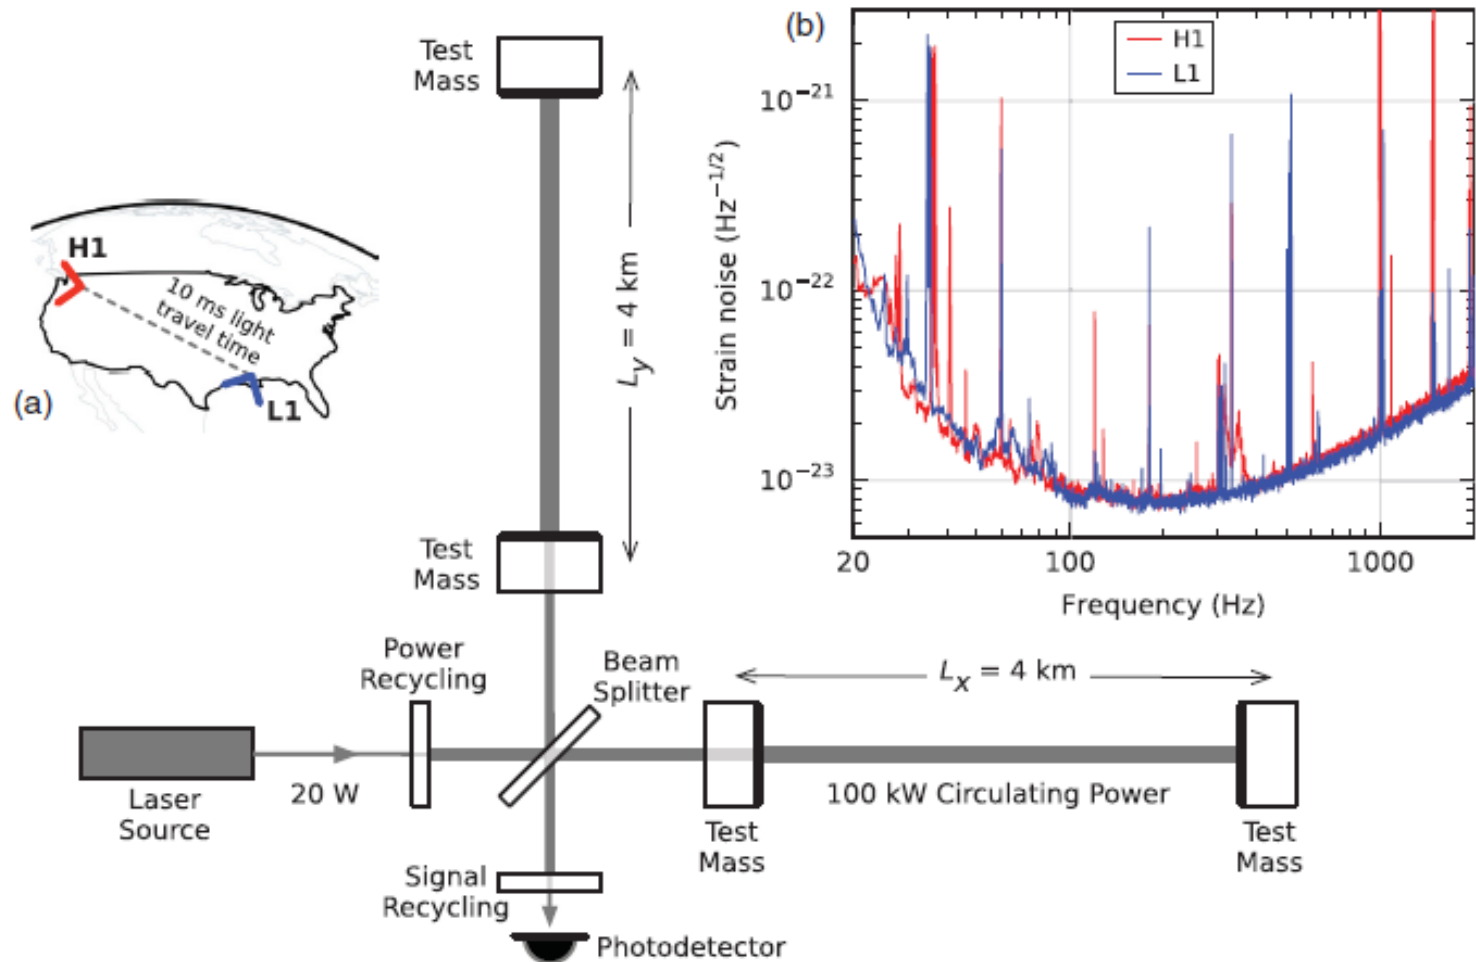 Test
Mass
L_y = 4 km
Test
Mass
(a)
H1
10 ms light
travel time
L1
(b)
H1
L1
Strain noise (Hz^{-1/2})
10^{-21}
10^{-22}
10^{-23}
20
100
1000
Frequency (Hz)
Power
Recycling
Beam
Splitter
L_x = 4 km
Laser
Source
20 W
100 kW Circulating Power
Test
Mass
Test
Mass
Signal
Recycling
Photodetector